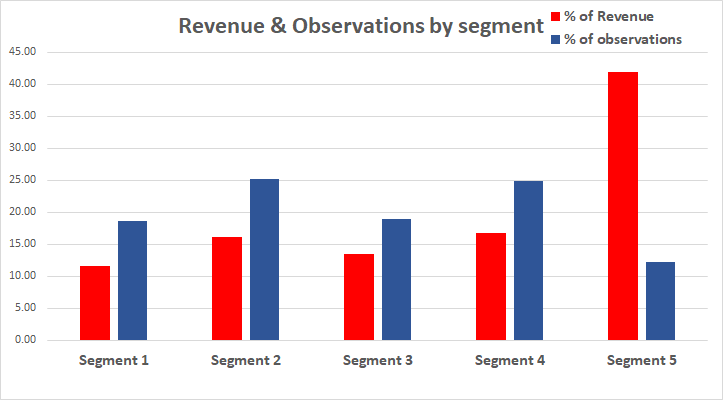 Revenue & Observations by segment
% of Revenue
% of observations
45.00
40.00
35.00
30.00
25.00
20.00
15.00
10.00
5.00
0.00
Segment 1 Segment 2 Segment 3 Segment 4 Segment 5